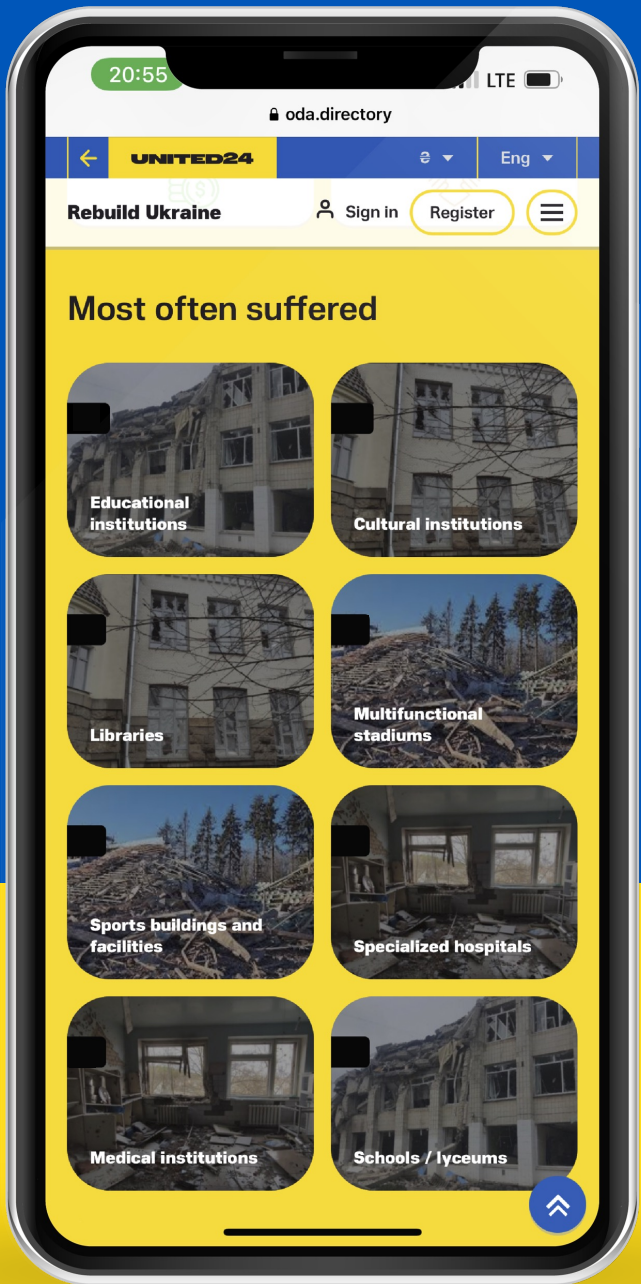 20:55
LTE
oda.directory
UNITED24
₴
Eng
Rebuild Ukraine
Sign in
Register
Most often suffered
Educational
institutions
Cultural institutions
Libraries
Multifunctional
stadiums
Sports buildings and
facilities
Specialized hospitals
Medical institutions
Schools / lyceums